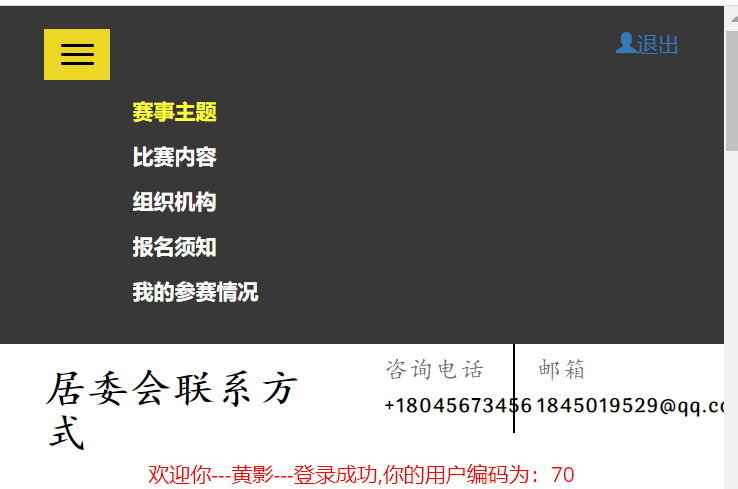 退出
赛事主题
比赛内容
组织机构
报名须知
我的参赛情况
居委会联系方
式
咨询电话
+18045673456
邮箱
1845019529@qq.co
欢迎你---黄影---登录成功,你的用户编码为：70